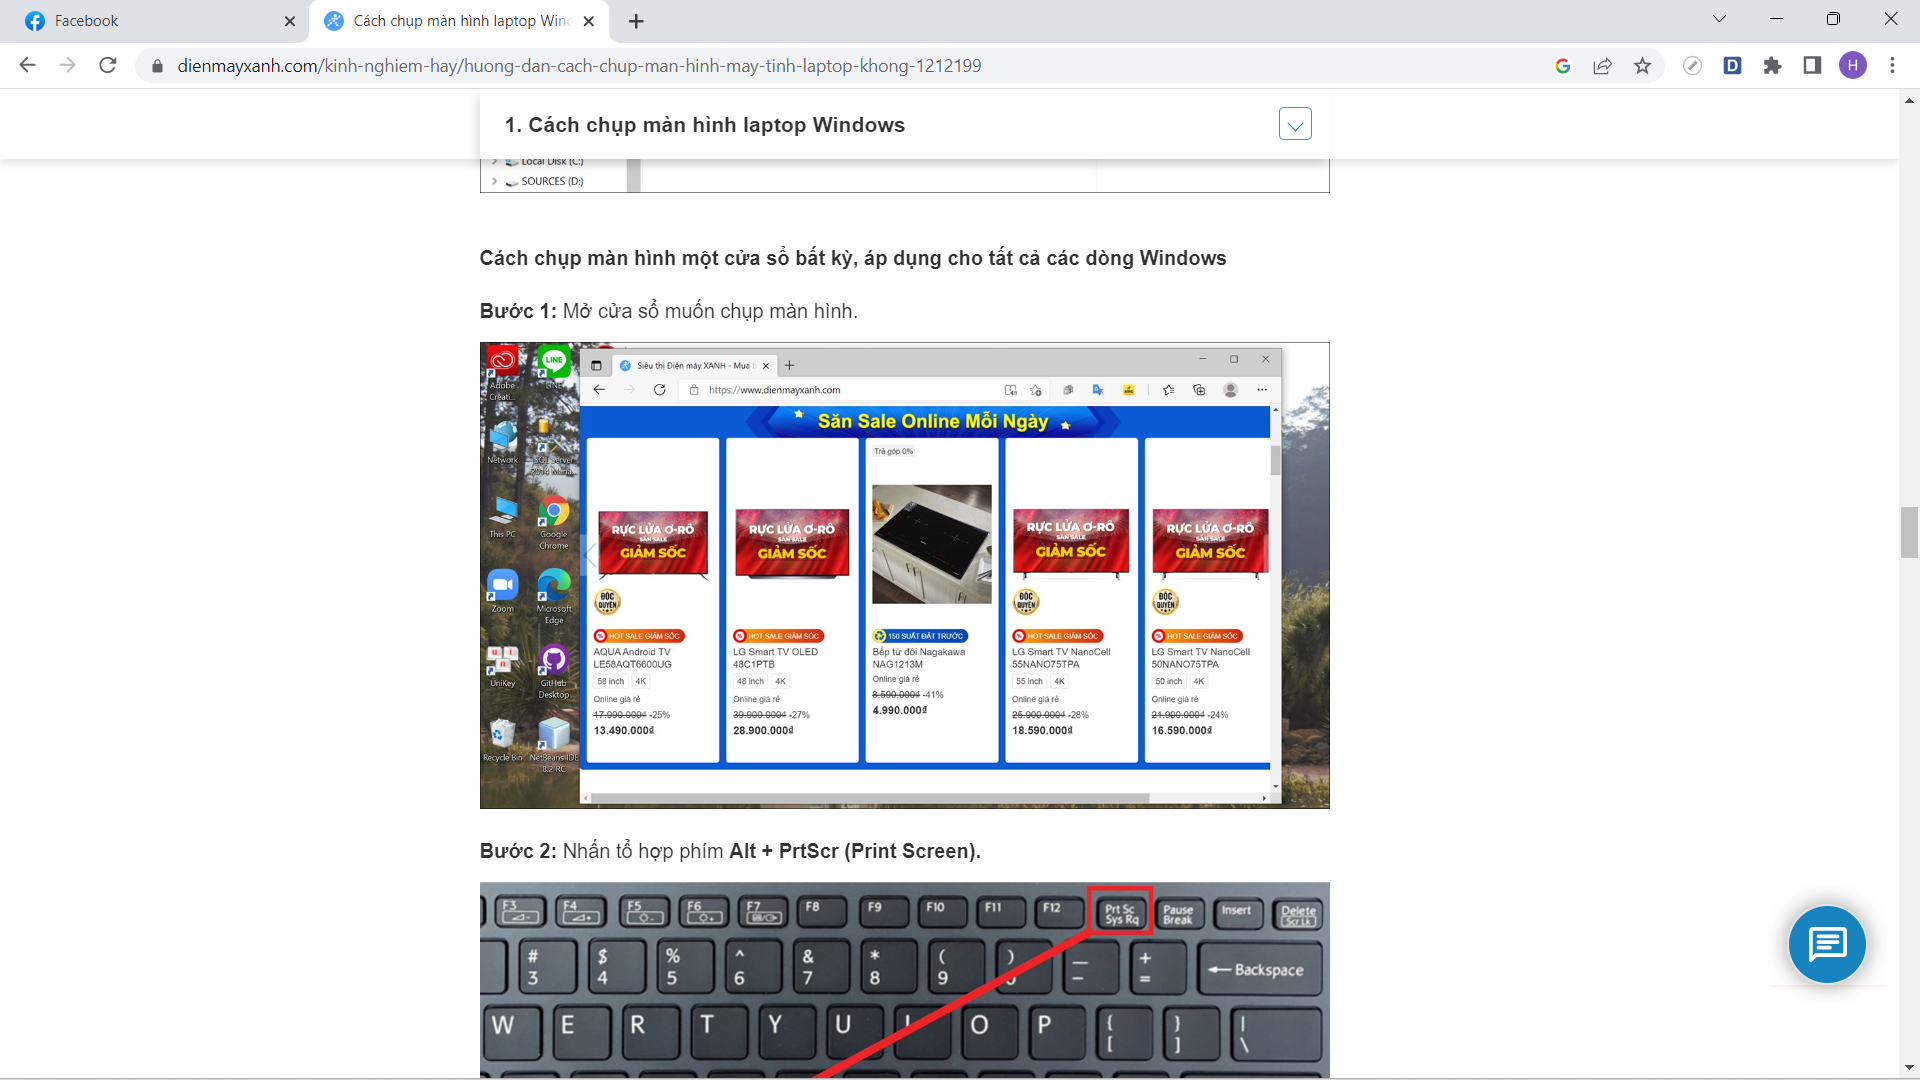 Facebook
Cách chụp màn hình laptop Wind
dienmayxanh.com/kinh-nghiem-hay/huong-dan-cach-chup-man-hinh-may-tinh-laptop-khong-1212199
H
1. Cách chụp màn hình laptop Windows
Local Disk (C:)
SOURCES (D:)
Cách chụp màn hình một cửa sổ bất kỳ, áp dụng cho tất cả các dòng Windows
Bước 1: Mở cửa sổ muốn chụp màn hình.
Siêu thị Điện máy XANH - Mua
https://www.dienmayxanh.com
Adobe Creati...
LINE
LINE
Network
SQL Server 2014 Mana...
This PC
Google Chrome
Zoom
Microsoft Edge
UniKey
GitHub Desktop
Recycle Bin
NetBeans IDE 8.2 RC
Săn Sale Online Mỗi Ngày
RỰC LỬA Ơ-RÔ
SĂN SALE
GIẢM SỐC
ĐỘC QUYỀN
HOT SALE GIẢM SỐC
AQUA Android TV
LE58AQT6600UG
58 inch 4K
Online giá rẻ
17.990.000₫ -25%
13.490.000₫
RỰC LỬA Ơ-RÔ
SĂN SALE
GIẢM SỐC
HOT SALE GIẢM SỐC
LG Smart TV OLED
48C1PTB
48 inch 4K
Online giá rẻ
39.900.000₫ -27%
28.900.000₫
Trả góp 0%
150 SUẤT ĐẶT TRƯỚC
Bếp từ đôi Nagakawa
NAG1213M
Online giá rẻ
8.590.000₫ -41%
4.990.000₫
RỰC LỬA Ơ-RÔ
SĂN SALE
GIẢM SỐC
ĐỘC QUYỀN
HOT SALE GIẢM SỐC
LG Smart TV NanoCell
55NANO75TPA
55 inch 4K
Online giá rẻ
25.900.000₫ -28%
18.590.000₫
RỰC LỬA Ơ-RÔ
SĂN SALE
GIẢM SỐC
ĐỘC QUYỀN
HOT SALE GIẢM SỐC
LG Smart TV NanoCell
50NANO75TPA
50 inch 4K
Online giá rẻ
21.900.000₫ -24%
16.590.000₫
Bước 2: Nhấn tổ hợp phím Alt + PrtScr (Print Screen).
F3 F4 F5 F6 F7 F8 F9 F10 F11 F12 Prt Sc Sys Rq Pause Break Insert Delete Scr Lk
# 3 $ 4 % 5 ^ 6 & 7 * 8 ( 9 ) — - + = Backspace
W E R T Y U O P { [ } ] | \